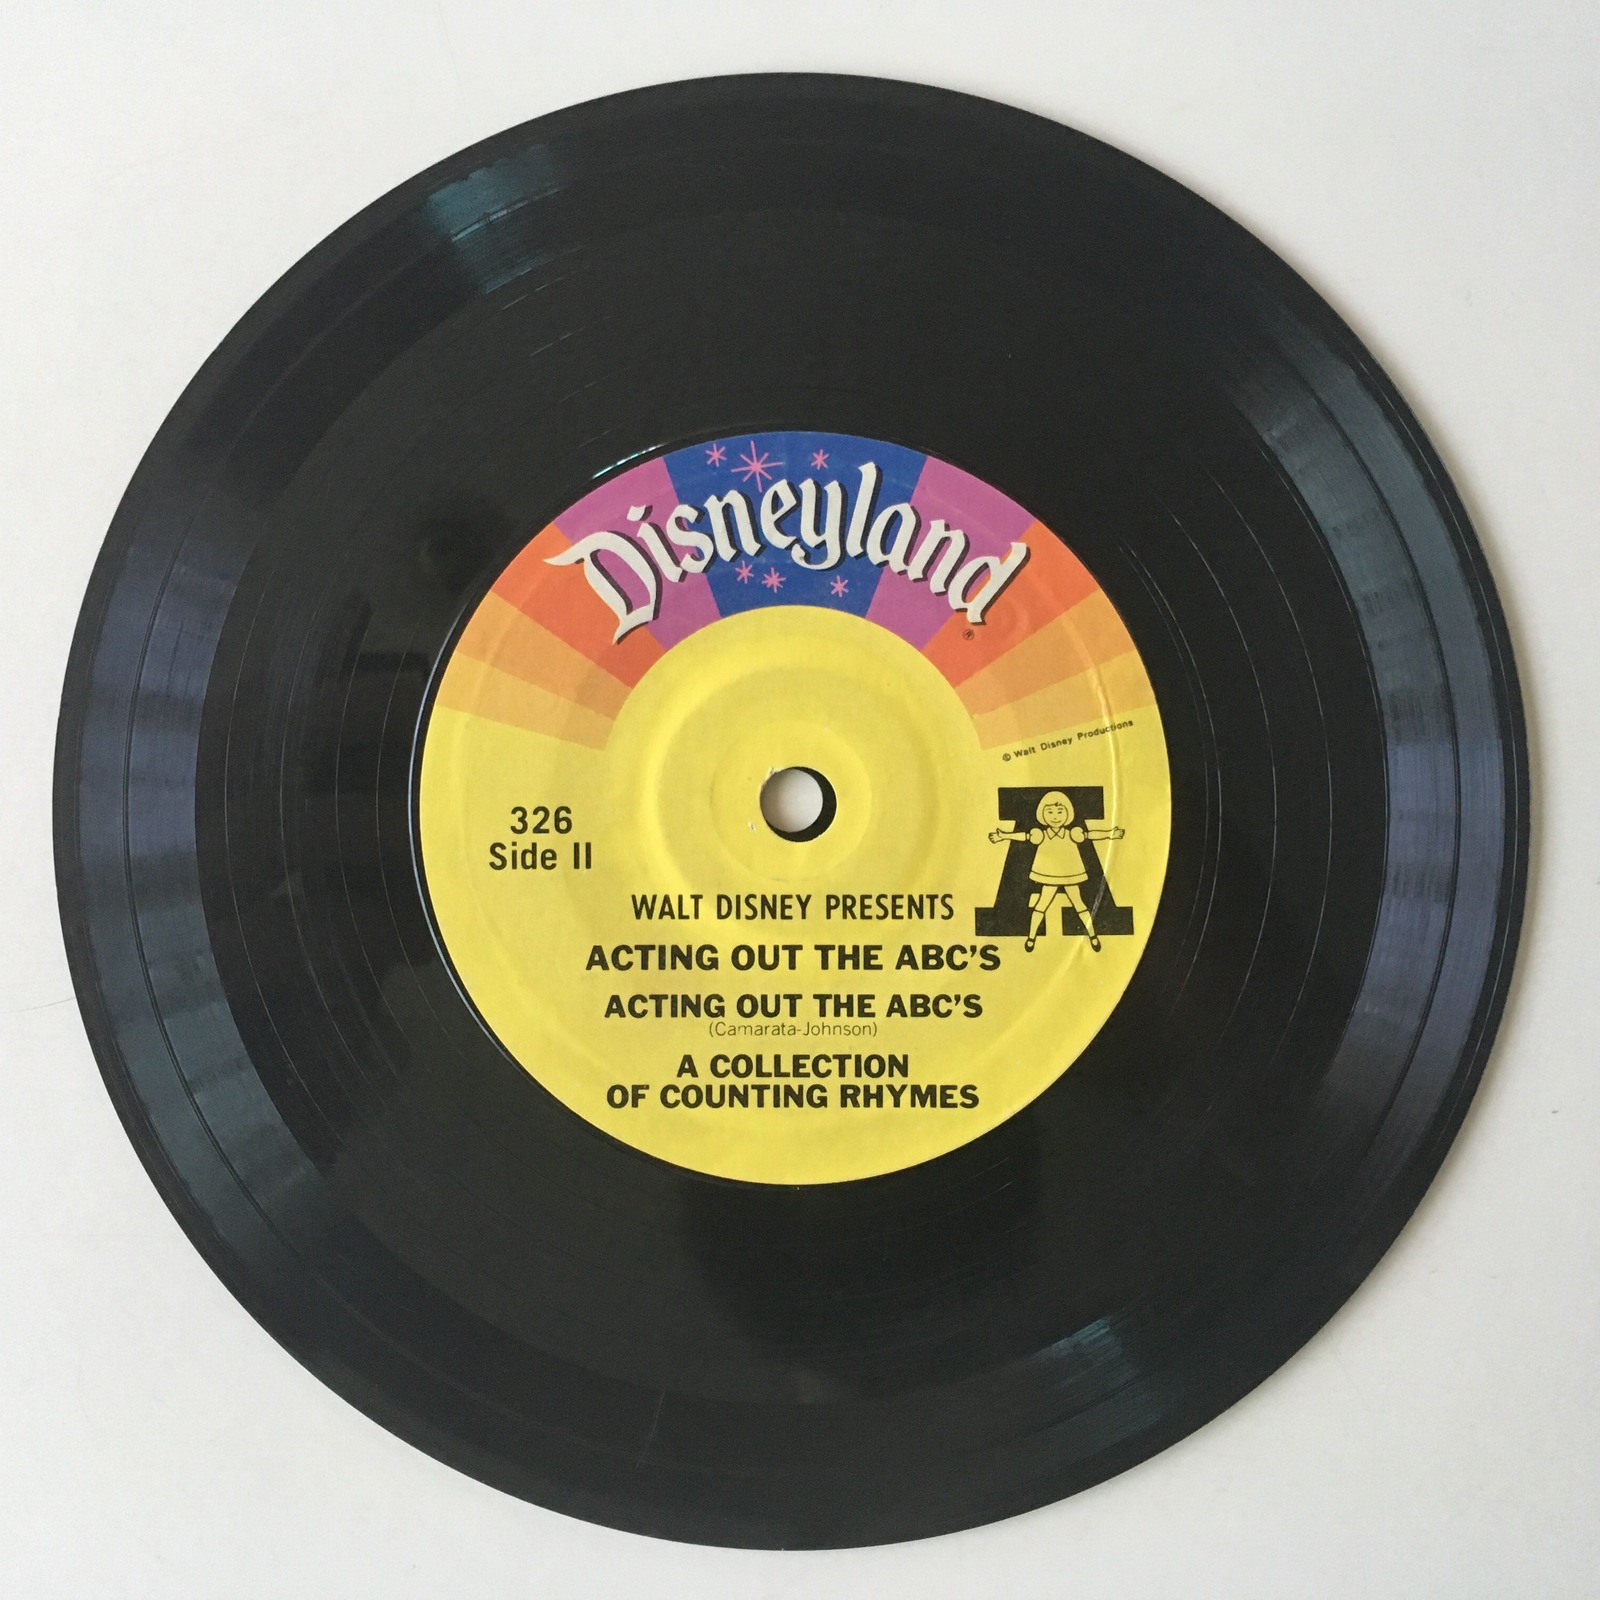 Disneyland
®
© Walt Disney Productions
A
326
Side II
WALT DISNEY PRESENTS
ACTING OUT THE ABC'S
ACTING OUT THE ABC'S
(Camarata-Johnson)
A COLLECTION
OF COUNTING RHYMES